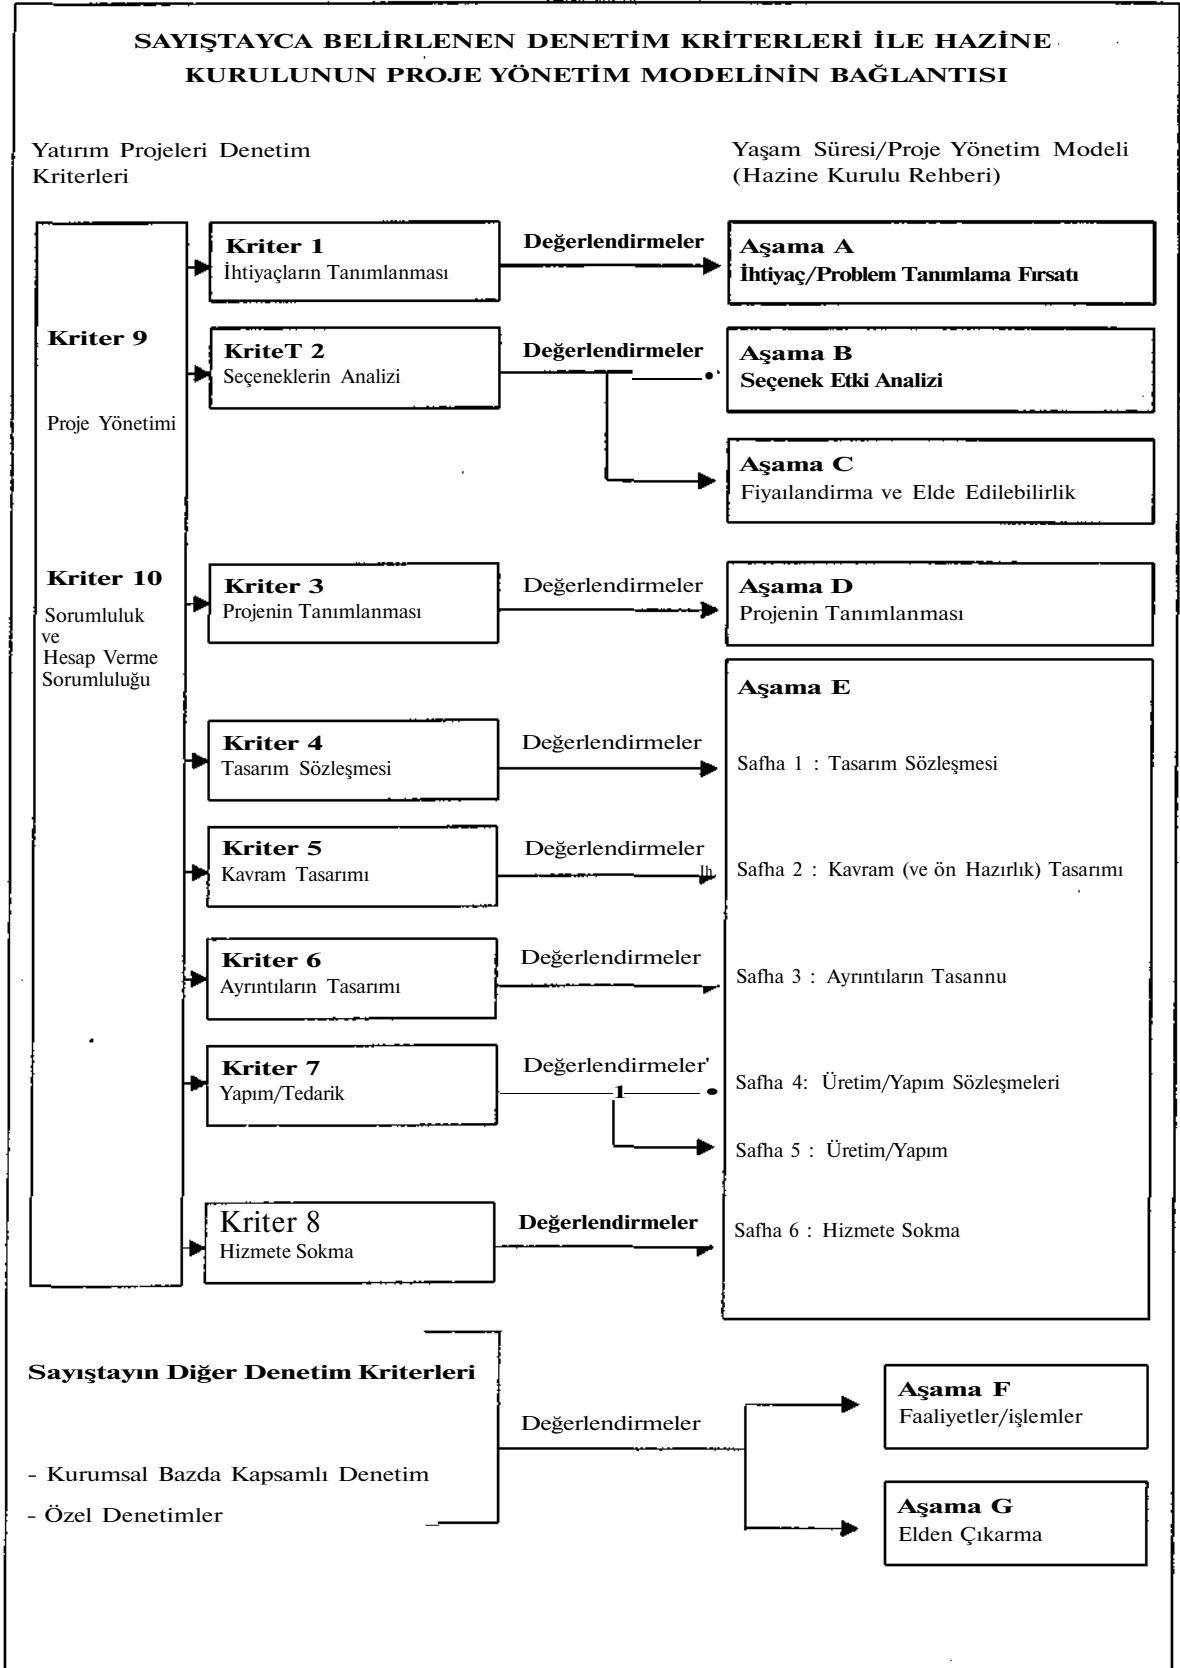 SAYIŞTAYCA BELİRLENEN DENETİM KRİTERLERİ İLE HAZİNE
KURULUNUN PROJE YÖNETİM MODELİNİN BAĞLANTISI
Yatırım Projeleri Denetim
Kriterleri
Yaşam Süresi/Proje Yönetim Modeli
(Hazine Kurulu Rehberi)
Kriter 9
Proje Yönetimi
Kriter 10
Sorumluluk
ve
Hesap Verme
Sorumluluğu
Kriter 1
İhtiyaçların Tanımlanması
Değerlendirmeler
Aşama A
İhtiyaç/Problem Tanımlama Fırsatı
KriteT 2
Seçeneklerin Analizi
Değerlendirmeler
Aşama B
Seçenek Etki Analizi
Aşama C
Fiyaılandirma ve Elde Edilebilirlik
Kriter 3
Projenin Tanımlanması
Değerlendirmeler
Aşama D
Projenin Tanımlanması
Aşama E
Kriter 4
Tasarım Sözleşmesi
Değerlendirmeler
Safha 1 : Tasarım Sözleşmesi
Kriter 5
Kavram Tasarımı
Değerlendirmeler
Ih
Safha 2 : Kavram (ve ön Hazırlık) Tasarımı
Kriter 6
Ayrıntıların Tasarımı
Değerlendirmeler
Safha 3 : Ayrıntıların Tasannu
Kriter 7
Yapım/Tedarik
Değerlendirmeler'
1
Safha 4: Üretim/Yapım Sözleşmeleri
Safha 5 : Üretim/Yapım
Kriter 8
Hizmete Sokma
Değerlendirmeler
Safha 6 : Hizmete Sokma
Sayıştayın Diğer Denetim Kriterleri
- Kurumsal Bazda Kapsamlı Denetim
- Özel Denetimler
Değerlendirmeler
Aşama F
Faaliyetler/işlemler
Aşama G
Elden Çıkarma